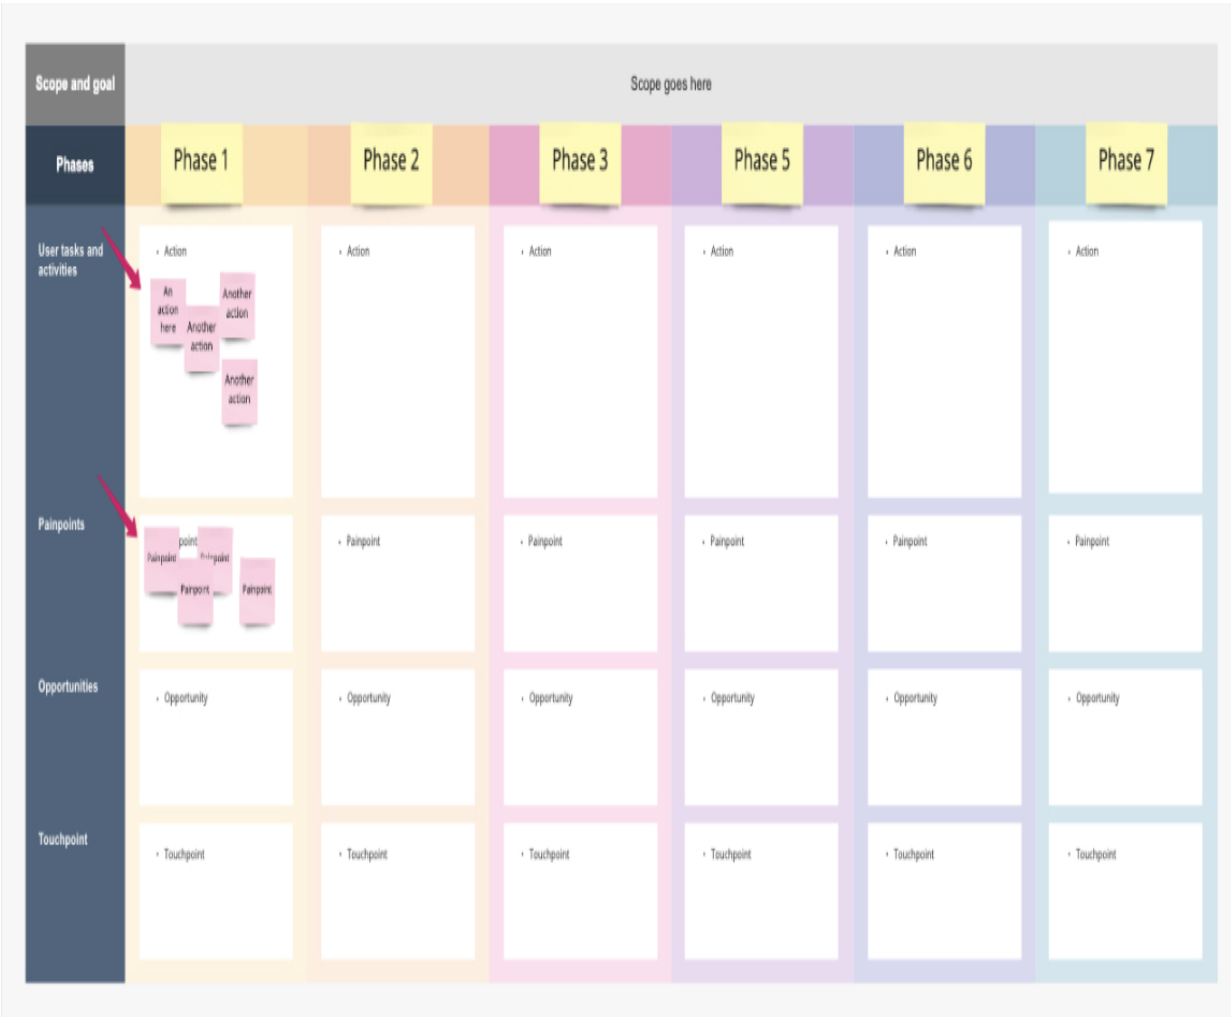 Scope and goal
Scope goes here
Phases
Phase 1
Phase 2
Phase 3
Phase 5
Phase 6
Phase 7
User tasks and
activities
Action
An
action
here
Another
action
Another
action
Another
action
Action
Action
Action
Action
Action
Painpoints
point
Painpoint
Painpoint
Painpoint
Painpoint
Painpoint
Painpoint
Painpoint
Painpoint
Opportunities
Opportunity
Opportunity
Opportunity
Opportunity
Opportunity
Opportunity
Touchpoint
Touchpoint
Touchpoint
Touchpoint
Touchpoint
Touchpoint
Touchpoint